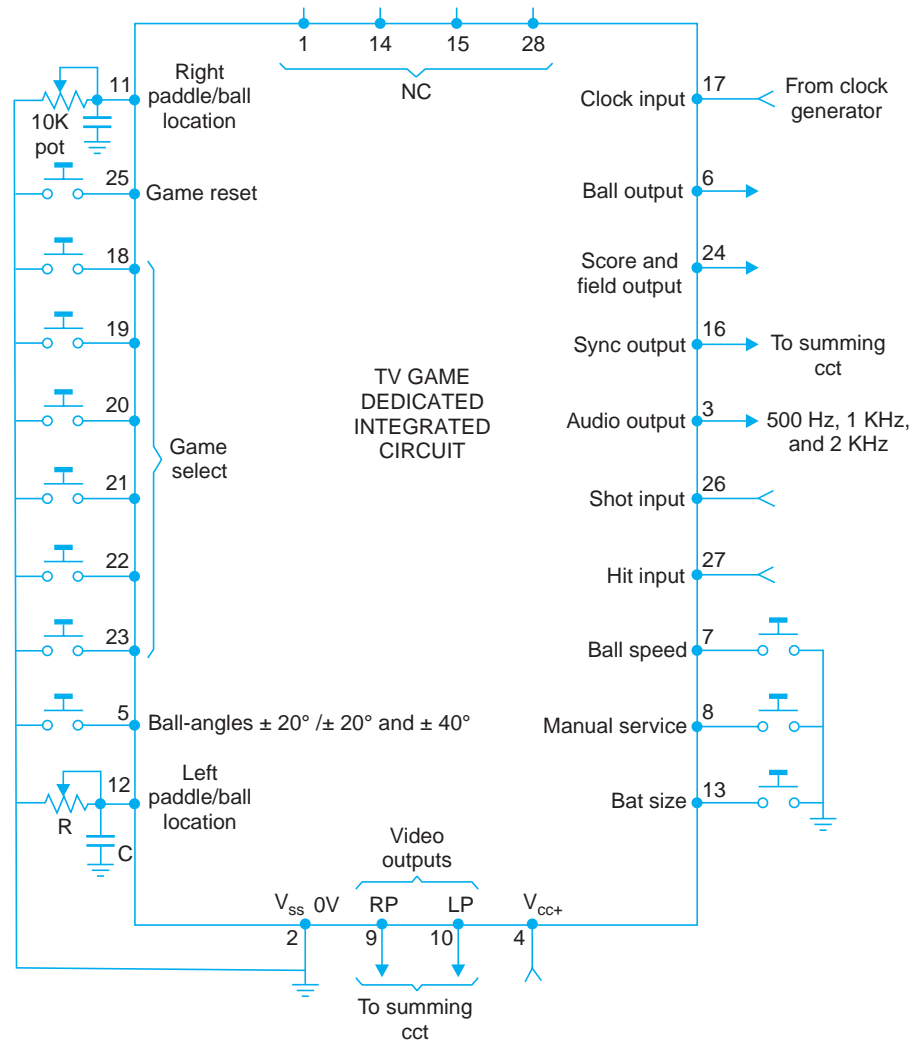 1
14
15
28
NC
11
Right
paddle/ball
location
10K
pot
25
Game reset
18
19
20
21
22
23
Game
select
5
Ball-angles ± 20° /± 20° and ± 40°
12
Left
paddle/ball
location
R
C
TV GAME
DEDICATED
INTEGRATED
CIRCUIT
Clock input
17
From clock
generator
Ball output
6
Score and
field output
24
Sync output
16
To summing
cct
Audio output
3
500 Hz, 1 KHz,
and 2 KHz
Shot input
26
Hit input
27
Ball speed
7
Manual service
8
Bat size
13
Video
outputs
Vss 0V
RP
LP
Vcc+
2
9
10
4
To summing
cct